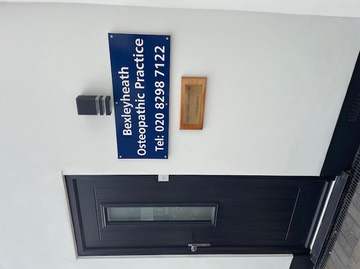 Bexleyheath
Osteopathic Practice
Tel: 020 8298 7122